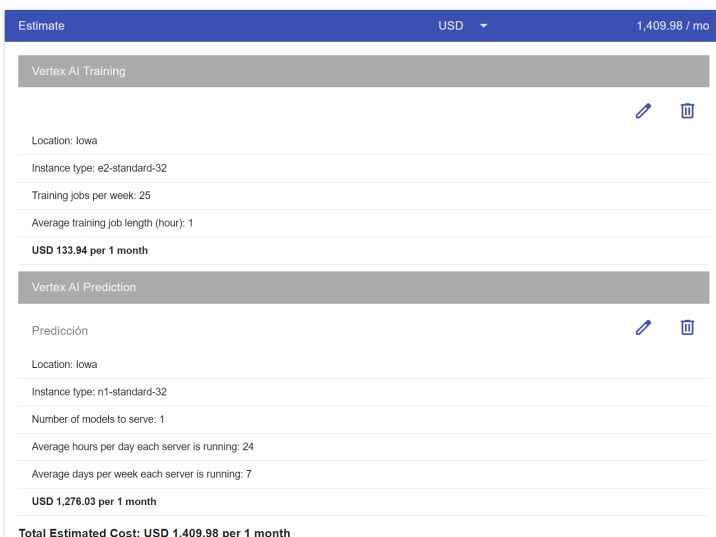 Estimate USD 1,409.98 / mo
Vertex AI Training
Location: Iowa
Instance type: e2-standard-32
Training jobs per week: 25
Average training job length (hour): 1
USD 133.94 per 1 month
Vertex AI Prediction
Predicción
Location: Iowa
Instance type: n1-standard-32
Number of models to serve: 1
Average hours per day each server is running: 24
Average days per week each server is running: 7
USD 1,276.03 per 1 month
Total Estimated Cost: USD 1,409.98 per 1 month